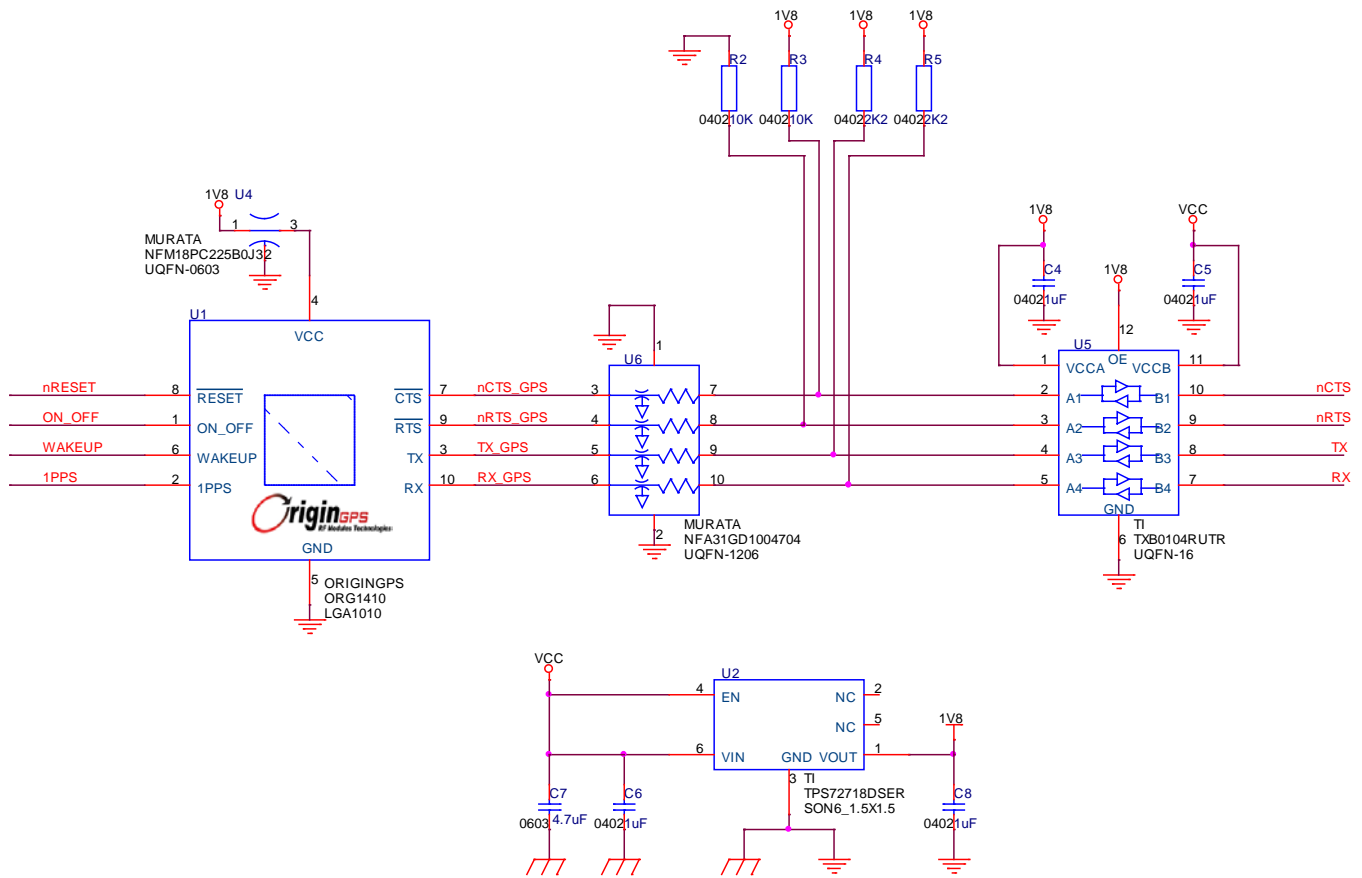 1V8
1V8
1V8
R2
R3
R4
R5
040210K
040210K
04022K2
04022K2
1V8
U4
1
3
MURATA
NFM18PC225B0J32
UQFN-0603
4
U1
VCC
nRESET
8
RESET
CTS
7
nCTS_GPS
ON_OFF
1
ON_OFF
RTS
9
nRTS_GPS
WAKEUP
6
WAKEUP
TX
3
TX_GPS
1PPS
2
1PPS
RX
10
RX_GPS
OriginGPS
RF Modules Technologies
GND
5
ORIGINGPS
ORG1410
LGA1010
1
U6
3
7
4
8
5
9
6
10
2
MURATA
NFA31GD1004704
UQFN-1206
1V8
VCC
C4
04021uF
1V8
C5
04021uF
12
U5
OE
1
VCCA
VCCB
11
2
A1
B1
10
nCTS
3
A2
B2
9
nRTS
4
A3
B3
8
TX
5
A4
B4
7
RX
GND
6
TI
TXB0104RUTR
UQFN-16
VCC
U2
4
EN
NC
2
NC
5
1V8
6
VIN
GND
VOUT
1
3
TI
TPS72718DSER
SON6_1.5X1.5
C7
0603
4.7uF
C6
04021uF
C8
04021uF